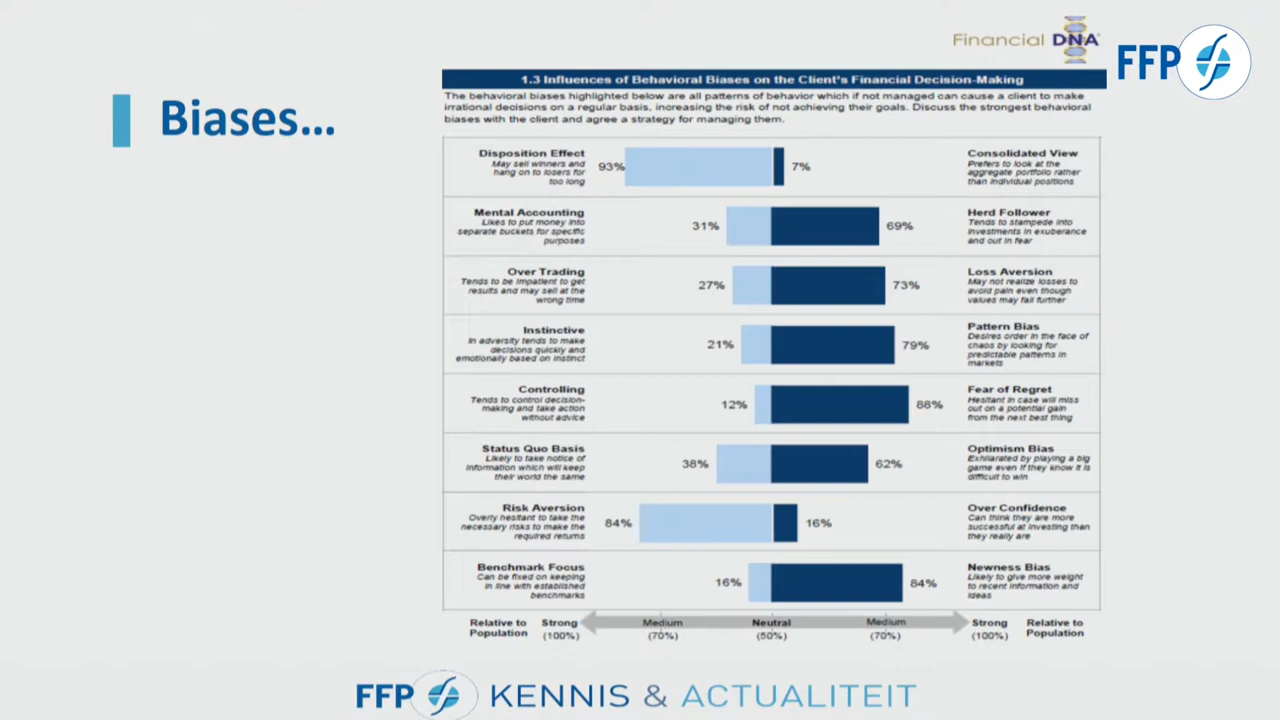 Financial DNA
FFP
Biases...
1.3 Influences of Behavioral Biases on the Client's Financial Decision-Making
The behavioral biases highlighted below are all patterns of behavior which if not managed can cause a client to make
irrational decisions on a regular basis, increasing the risk of not achieving their goals. Discuss the strongest behavioral
biases with the client and agree a strategy for managing them.
Disposition Effect
May sell winners and
hang on to losers for
too long
93%
7%
Consolidated View
Prefers to look at the
aggregate portfolio rather
than individual positions
Mental Accounting
Likes to put money into
separate buckets for specific
purposes
31%
69%
Herd Follower
Tends to stampede into
investments in exuberance
and out in fear
Over Trading
Tends to be impatient to get
results and may sell at the
wrong time
27%
73%
Loss Aversion
May not realize losses to
avoid pain even though
values may fall further
Instinctive
In adversity tends to make
decisions quickly and
emotionally based on instinct
21%
79%
Pattern Bias
Desires order in the face of
chaos by looking for
predictable patterns in
markets
Controlling
Tends to control decision-
making and take action
without advice
12%
88%
Fear of Regret
Hesitant in case will miss
out on a potential gain
from the next best thing
Status Quo Basis
Likely to take notice of
information which will keep
their world the same
38%
62%
Optimism Bias
Exhilarated by playing a big
game even if they know it is
difficult to win
Risk Aversion
Overly hesitant to take the
necessary risks to make the
required returns
84%
16%
Over Confidence
Can think they are more
successful at investing than
they really are
Benchmark Focus
Can be fixed on keeping
in line with established
benchmarks
16%
84%
Newness Bias
Likely to give more weight
to recent information and
ideas
Relative to
Population
Strong
(100%)
Medium
(70%)
Neutral
(50%)
Medium
(70%)
Strong
(100%)
Relative to
Population
FFP KENNIS & ACTUALITEIT